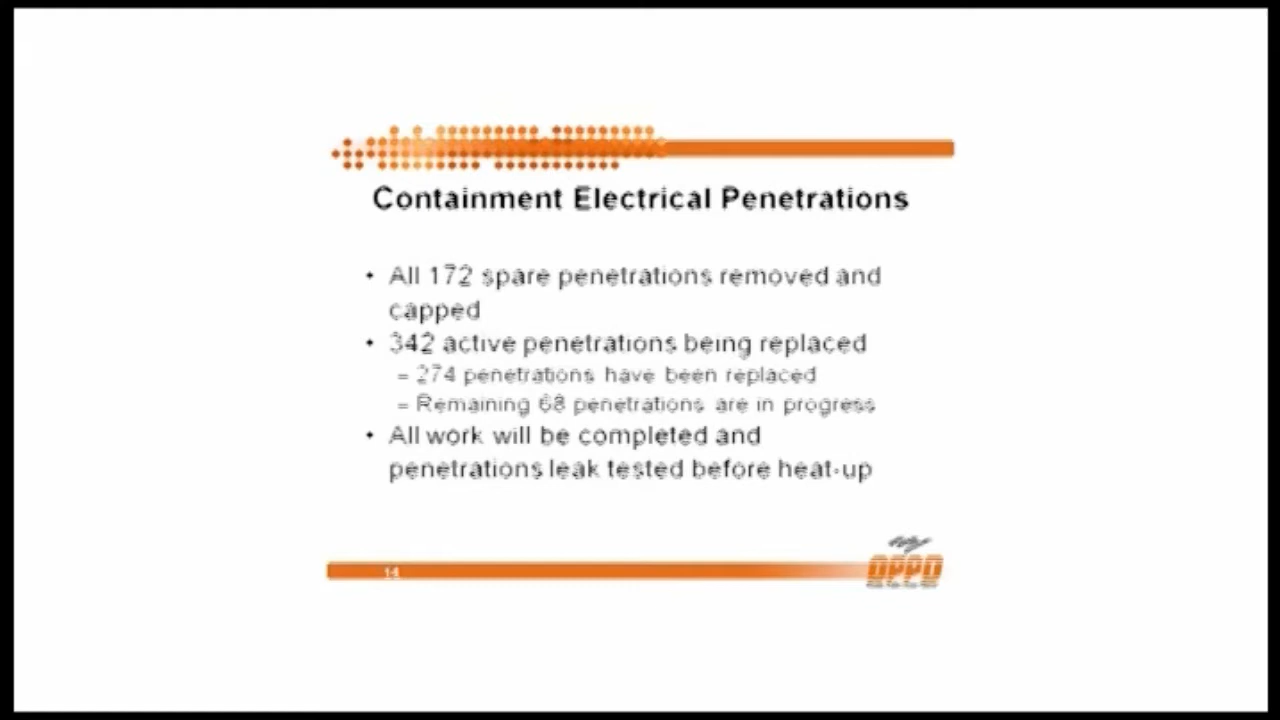 Containment Electrical Penetrations
• All 172 spare penetrations removed and
capped
• 342 active penetrations being replaced
– 274 penetrations have been replaced
– Remaining 68 penetrations are in progress
• All work will be completed and
penetrations leak tested before heat-up
14
OPPD